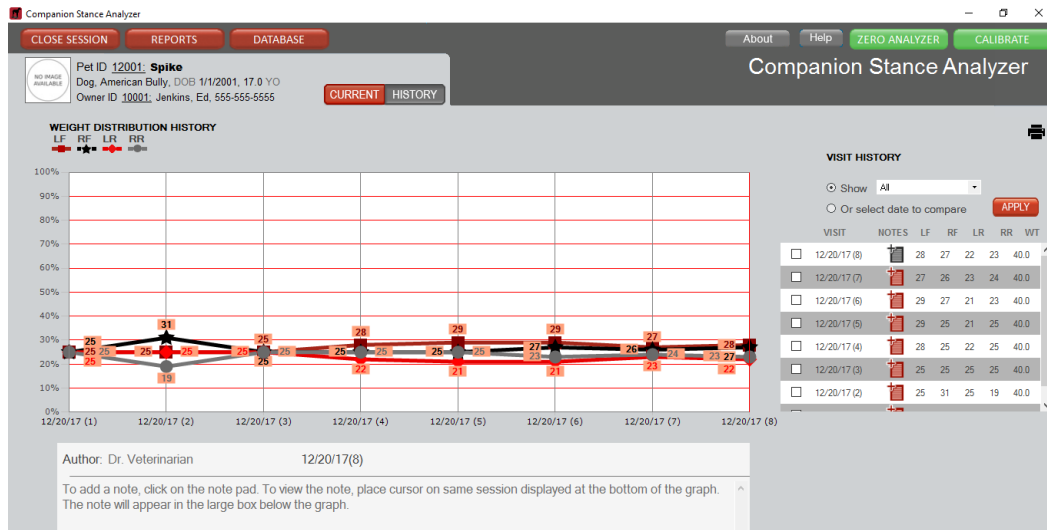 Companion Stance Analyzer
CLOSE SESSION REPORTS DATABASE About Help ZERO ANALYZER CALIBRATE
NO IMAGE
AVAILABLE
Pet ID 12001: Spike
Dog, American Bully, DOB 1/1/2001, 17.0 YO
Owner ID 10001: Jenkins, Ed, 555-555-5555
CURRENT HISTORY
Companion Stance Analyzer
WEIGHT DISTRIBUTION HISTORY
LF RF LR RR
100%
90%
80%
70%
60%
50%
40%
30%
20%
10%
0%
25 31 25 28 29 29 27 28
25 25 25 25 25 25 25 25 25 25 25 27 26 24 23 27
25 19 25 22 21 23 21 23 22
12/20/17 (1) 12/20/17 (2) 12/20/17 (3) 12/20/17 (4) 12/20/17 (5) 12/20/17 (6) 12/20/17 (7) 12/20/17 (8)
VISIT HISTORY
Show All
Or select date to compare APPLY
VISIT NOTES LF RF LR RR WT
12/20/17 (8) 28 27 22 23 40.0
12/20/17 (7) 27 26 23 24 40.0
12/20/17 (6) 29 27 21 23 40.0
12/20/17 (5) 29 25 21 25 40.0
12/20/17 (4) 28 25 22 25 40.0
12/20/17 (3) 25 25 25 25 40.0
12/20/17 (2) 25 31 25 19 40.0
Author: Dr. Veterinarian 12/20/17(8)
To add a note, click on the note pad. To view the note, place cursor on same session displayed at the bottom of the graph.
The note will appear in the large box below the graph.